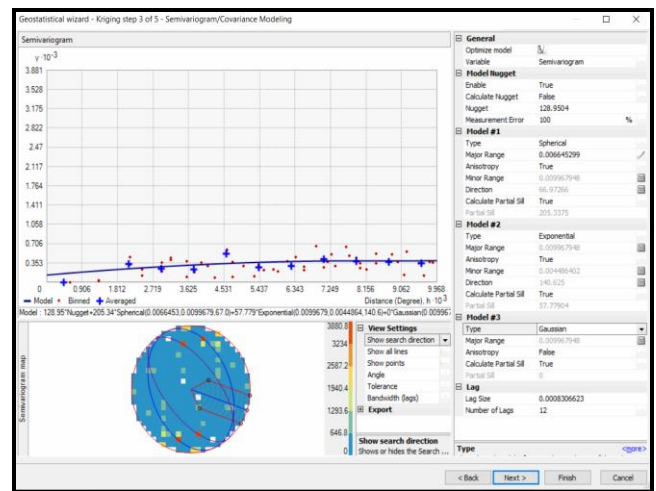 Geostatistical wizard - Kriging step 3 of 5 - Semivariogram/Covariance Modeling
Semivariogram
γ·10⁻³
3.881
3.528
3.175
2.822
2.47
2.117
1.764
1.411
1.058
0.706
0.353
0 0.906 1.812 2.719 3.625 4.531 5.437 6.343 7.249 8.156 9.062 9.968
Model Binned Averaged Distance (Degree), h·10³
Model : 128.95*Nugget+205.34*Spherical(0.0066453,0.0099679,67.0)+57.779*Exponential(0.0099679,0.0044864,140.6)+0*Gaussian(0.00996
Semivariogram map
3880.8
3234
2587.2
1940.4
1293.6
646.8
0
View Settings
Show search direction
Show all lines
Show points
Angle
Tolerance
Bandwidth (lags)
Export
Show search direction
Shows or hides the Search ...
General
Optimize model
Variable Semivariogram
Model Nugget
Enable True
Calculate Nugget False
Nugget 128.9504
Measurement Error 100 %
Model #1
Type Spherical
Major Range 0.006645299
Anisotropy True
Minor Range 0.009967948
Direction 66.97266
Calculate Partial Sill True
Partial Sill 205.3375
Model #2
Type Exponential
Major Range 0.009967948
Anisotropy True
Minor Range 0.004486402
Direction 140.625
Calculate Partial Sill True
Partial Sill 57.77904
Model #3
Type Gaussian
Major Range 0.009967948
Anisotropy False
Calculate Partial Sill True
Partial Sill 0
Lag
Lag Size 0.0008306623
Number of Lags 12
Type <more>
< Back Next > Finish Cancel